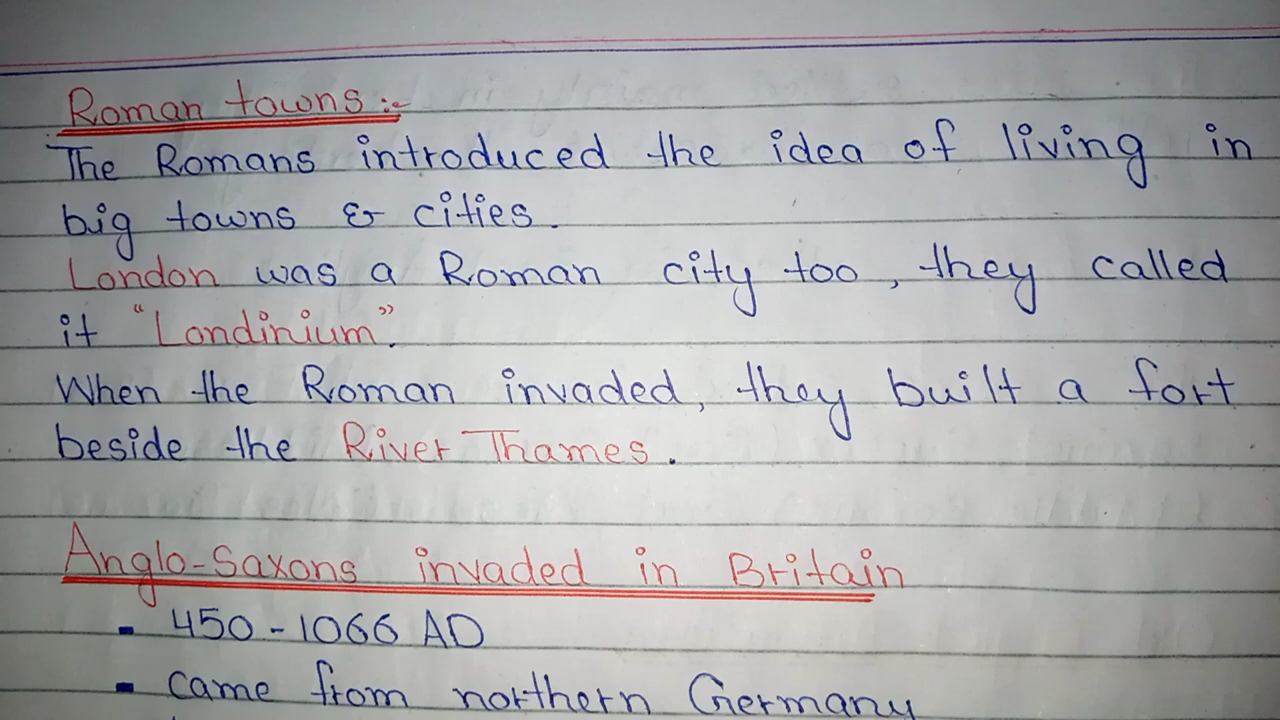 Roman towns :-
The Romans introduced the idea of living in
big towns & cities.
London was a Roman city too, they called
it "Londinium".
When the Roman invaded, they built a fort
beside the River Thames.
Anglo-Saxons invaded in Britain
- 450-1066 AD
- came from northern Germany